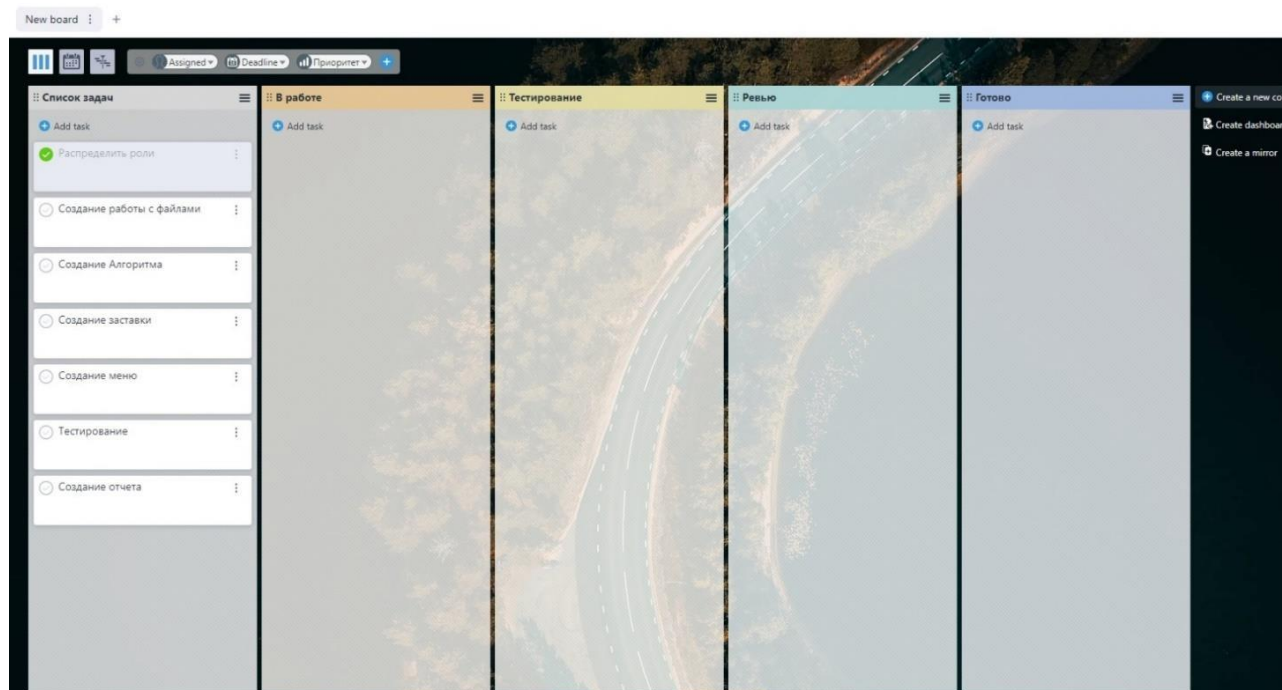 New board
Assigned
Deadline
Приоритет
Список задач
Add task
Распределить роли
Создание работы с файлами
Создание Алгоритма
Создание заставки
Создание меню
Тестирование
Создание отчета
В работе
Add task
Тестирование
Add task
Ревью
Add task
Готово
Add task
Create a new co
Create dashboar
Create a mirror